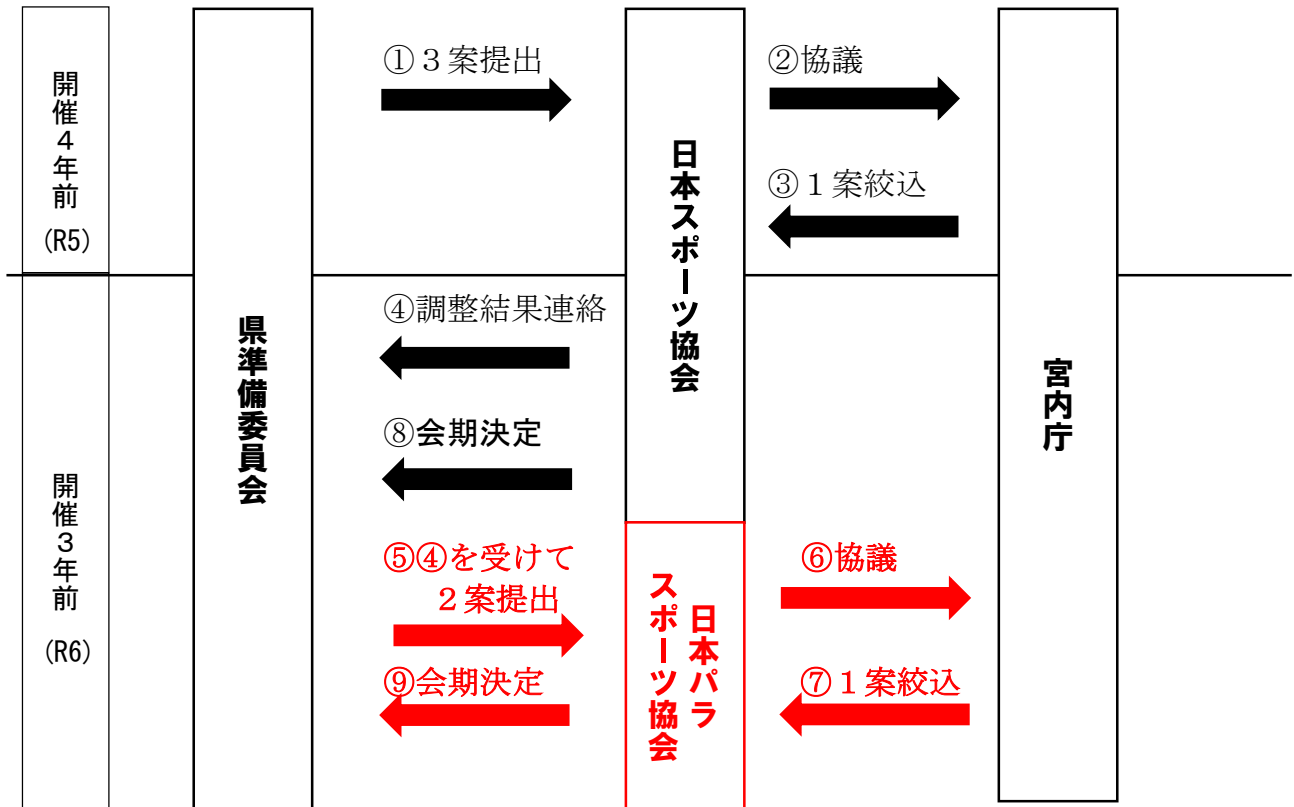 開催４年前
(R5)
①３案提出
②協議
③１案絞込
県準備委員会
日本スポーツ協会
宮内庁
開催３年前
(R6)
④調整結果連絡
⑧会期決定
⑤④を受けて
２案提出
⑥協議
日本パラ
スポーツ協会
⑨会期決定
⑦１案絞込